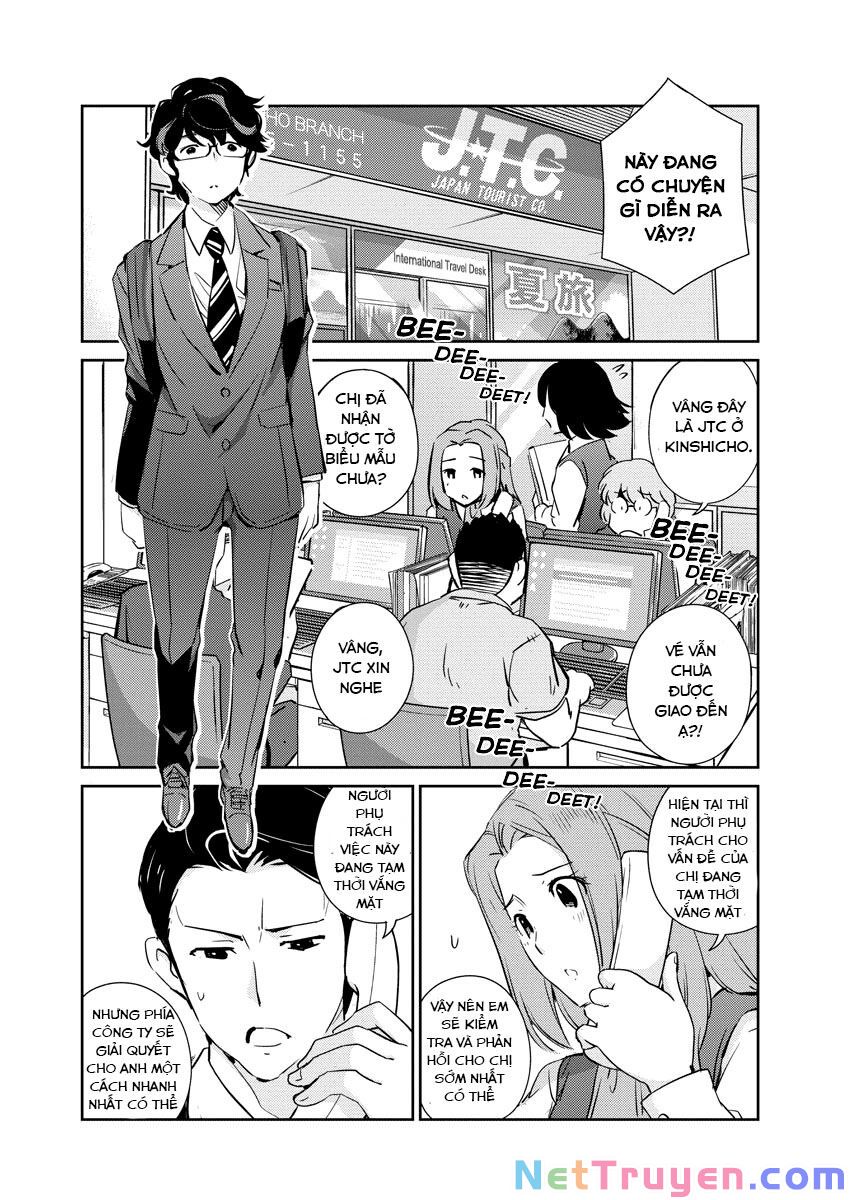 HO BRANCH
-1155
J.T.C.
JAPAN TOURIST CO.
International Travel Desk
夏旅
NÀY ĐANG
CÓ CHUYỆN
GÌ DIỄN RA
VẬY?!
BEE-
DEE-
DEE-
DEET!
VÂNG ĐÂY
LÀ JTC Ở
KINSHICHO.
CHỊ ĐÃ
NHẬN
ĐƯỢC TỜ
BIỂU MẪU
CHƯA?
BEE-
DEE-
DEE-
DEET!
VÉ VẪN
CHƯA
ĐƯỢC
GIAO ĐẾN
Ạ?!
VÂNG,
JTC XIN
NGHE
BEE-
DEE-
DEE-
DEET!
HIỆN TẠI THÌ
NGƯỜI PHỤ
TRÁCH CHO
VẤN ĐỀ CỦA
CHỊ ĐANG
TẠM THỜI
VẮNG MẶT
VẬY NÊN EM
SẼ KIỂM
TRA VÀ PHẢN
HỒI CHO CHỊ
SỚM NHẤT
CÓ THỂ
NGƯỜI
PHỤ
TRÁCH
VIỆC NÀY
ĐANG TẠM
THỜI VẮNG
MẶT
NHƯNG PHÍA
CÔNG TY SẼ
GIẢI QUYẾT
CHO ANH MỘT
CÁCH NHANH
NHẤT CÓ THỂ
NetTruyen.com